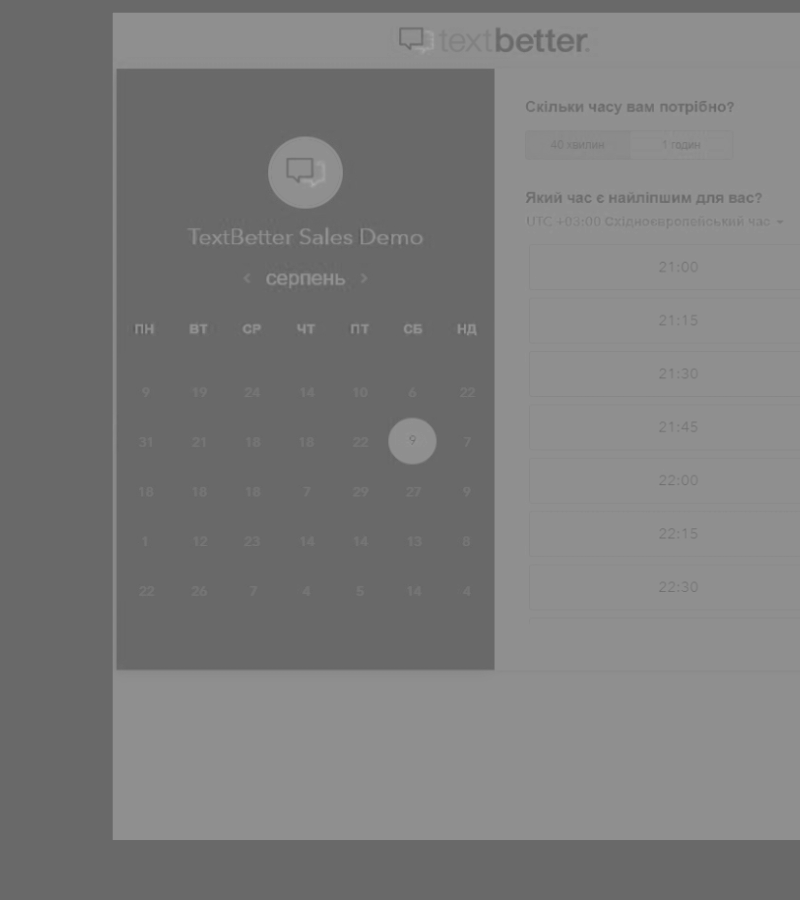 textbetter.
TextBetter Sales Demo
< серпень >
ПН ВТ СР ЧТ ПТ СБ НД
9 19 24 14 10 6 22
31 21 18 18 22 9 7
18 18 18 7 29 27 9
1 12 23 14 14 13 8
22 26 7 4 5 14 4
Скільки часу вам потрібно?
40 хвилин 1 годин
Який час є найліпшим для вас?
UTC +03:00 Східноєвропейський час
21:00
21:15
21:30
21:45
22:00
22:15
22:30